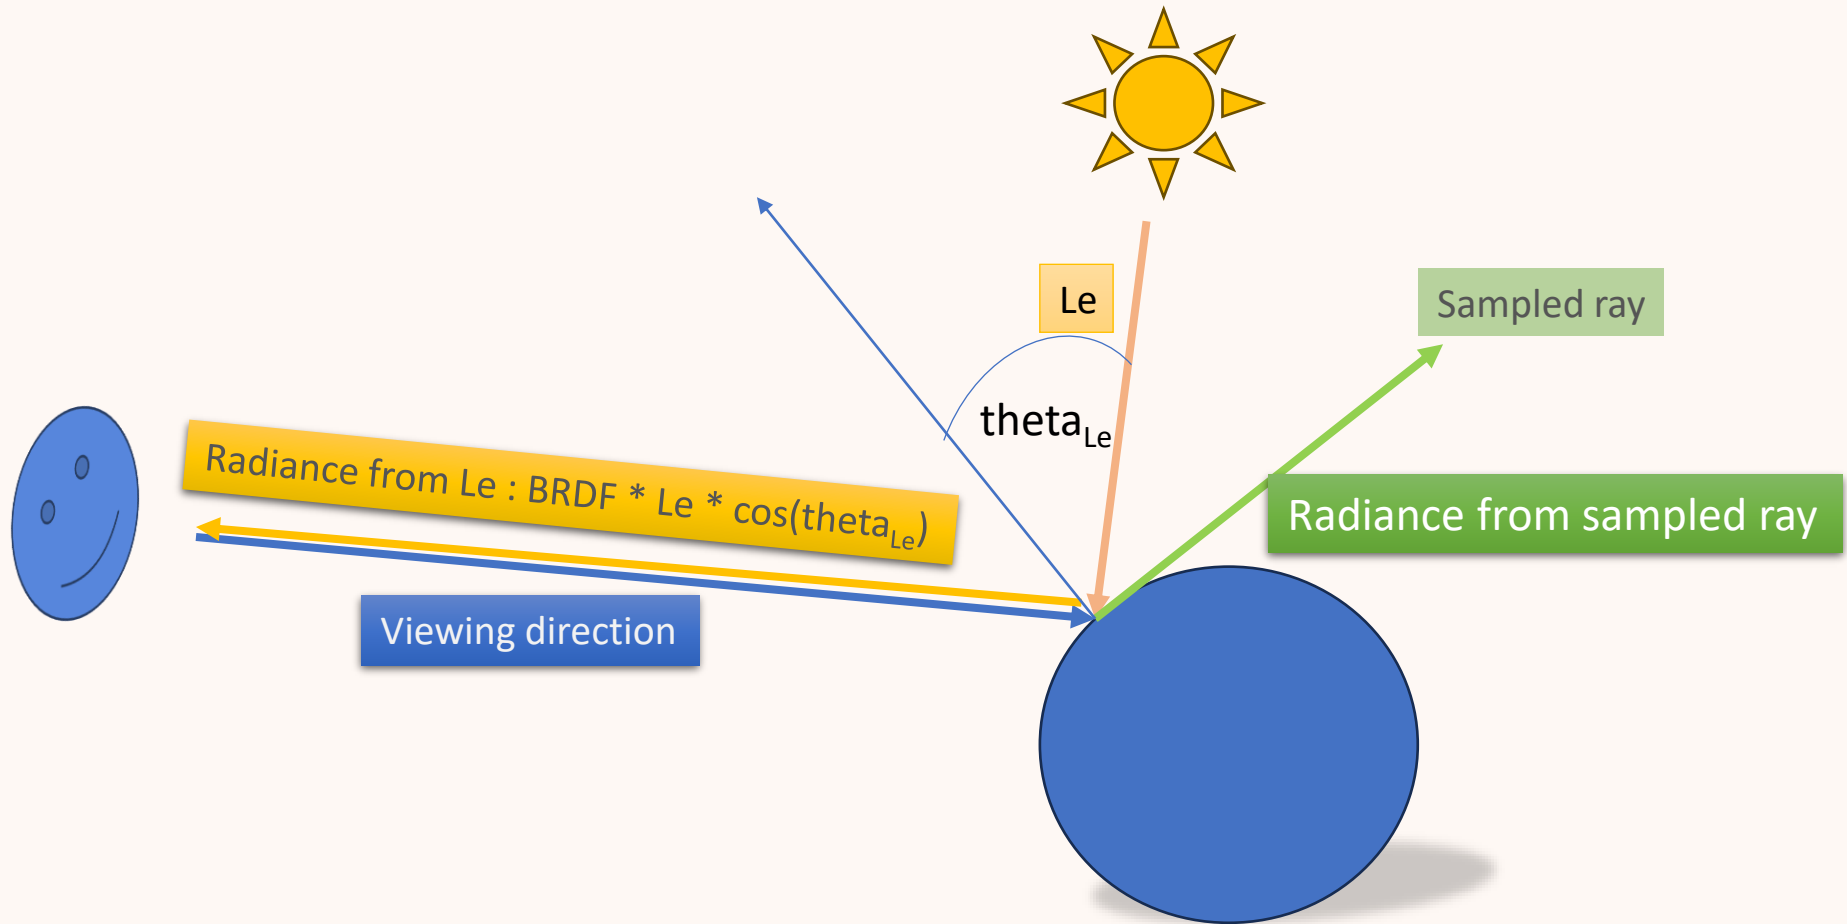 Le
Sampled ray
theta_Le
Radiance from Le : BRDF * Le * cos(theta_Le)
Radiance from sampled ray
Viewing direction